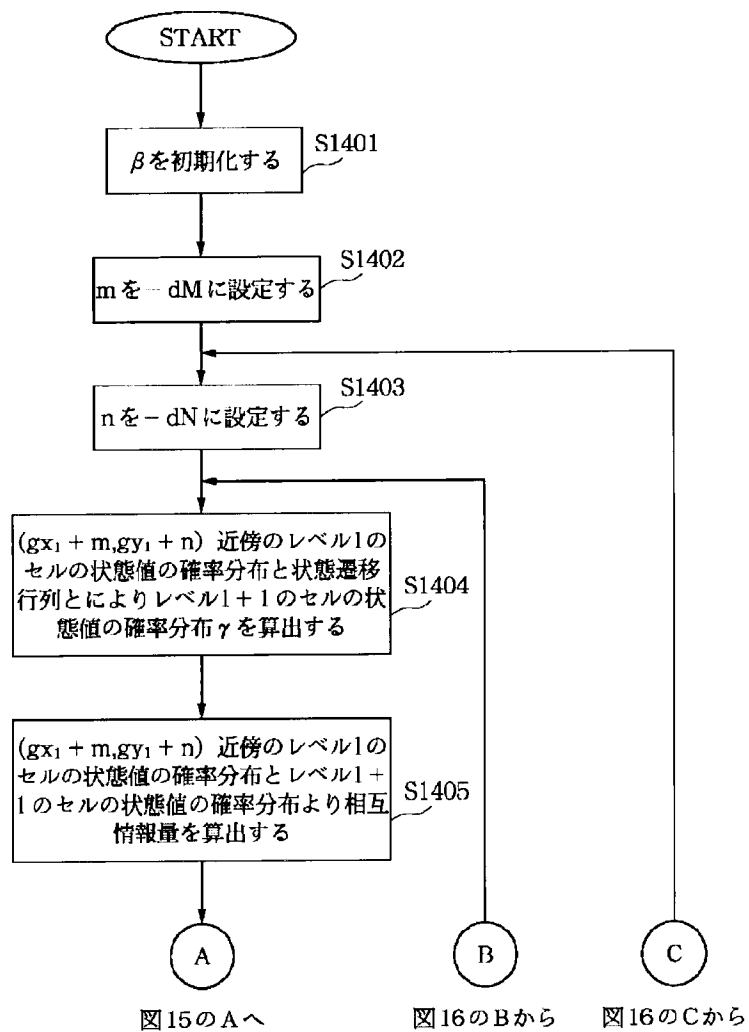 START
S1401
βを初期化する
S1402
mを－dMに設定する
S1403
nを－dNに設定する
(gx₁＋m,gy₁＋n) 近傍のレベル1の
セルの状態値の確率分布と状態遷移
行列とによりレベル1＋1のセルの状
態値の確率分布γを算出する
S1404
(gx₁＋m,gy₁＋n) 近傍のレベル1の
セルの状態値の確率分布とレベル1＋
1のセルの状態値の確率分布より相互
情報量を算出する
S1405
A
B
C
図15のAへ
図16のBから
図16のCから